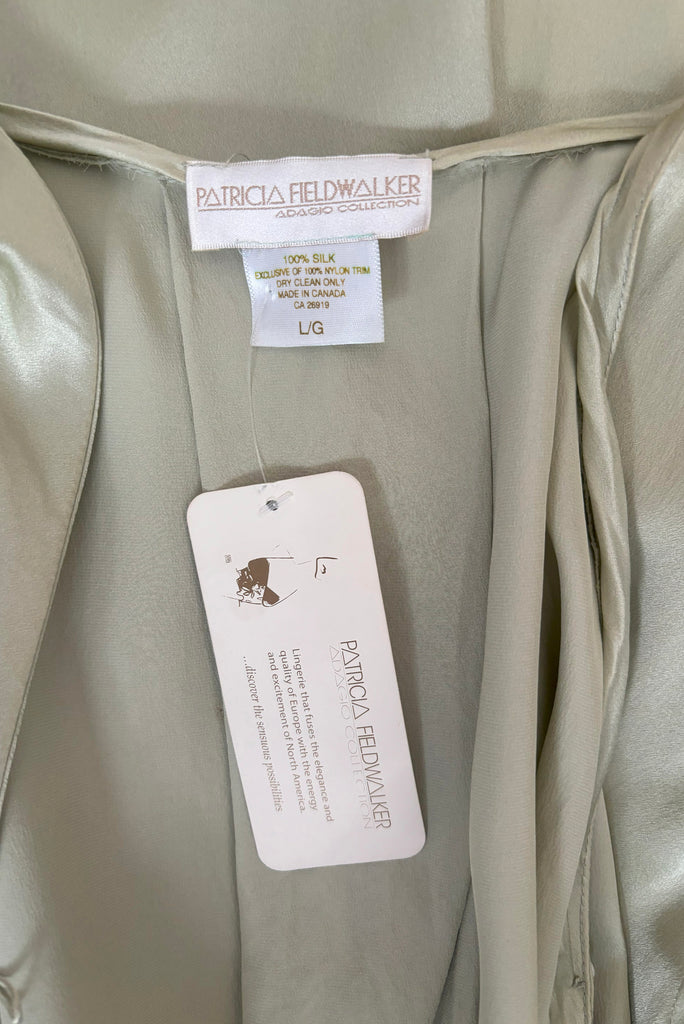 PATRICIA FIELDWALKER
ADAGIO COLLECTION
100% SILK
EXCLUSIVE OF 100% NYLON TRIM
DRY CLEAN ONLY
MADE IN CANADA
CA 26919
L/G
PATRICIA FIELDWALKER
ADAGIO COLLECTION
Lingerie that fuses the elegance and
quality of Europe with the energy
and excitement of North America.
...discover the sensuous possibilities